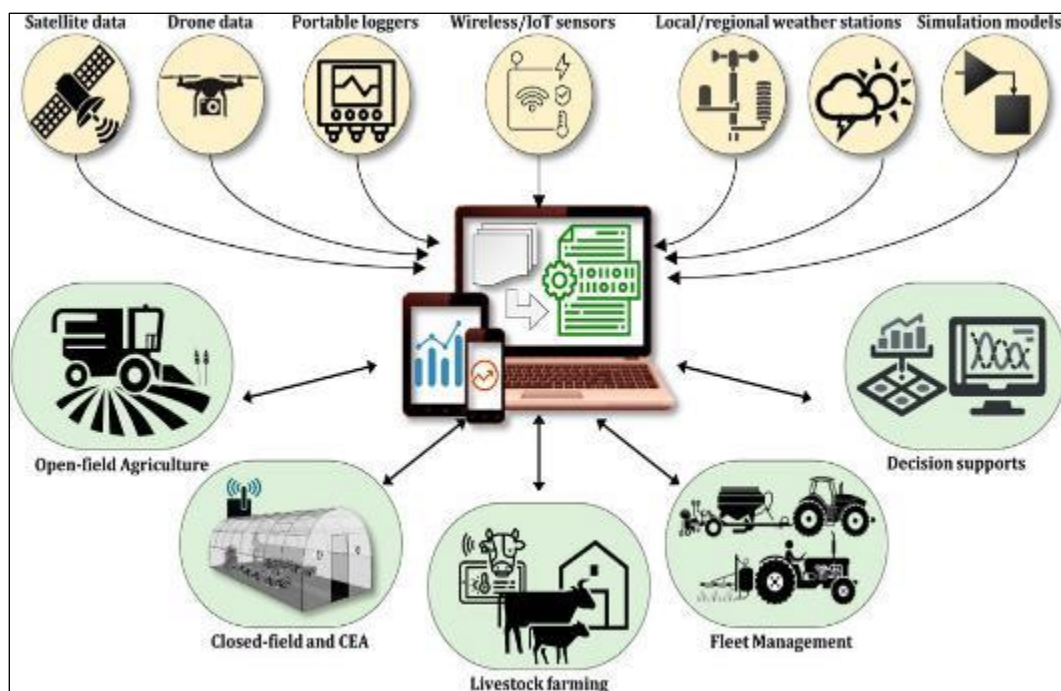 Satellite data
Drone data
Portable loggers
Wireless/IoT sensors
Local/regional weather stations
Simulation models
Open-field Agriculture
Decision supports
Closed-field and CEA
Fleet Management
Livestock farming